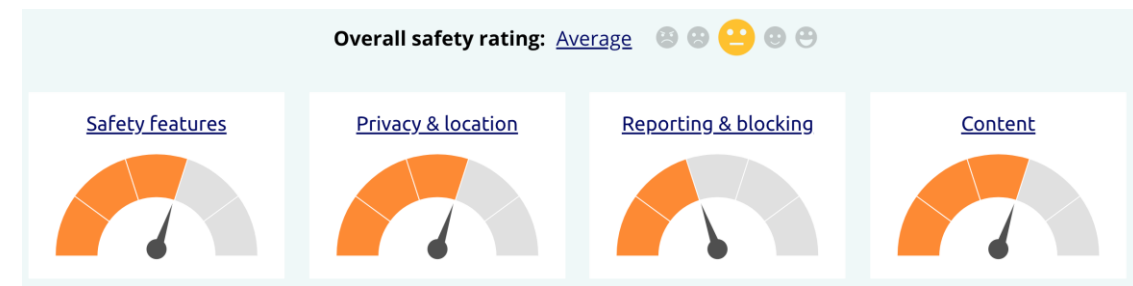 Overall safety rating: Average
Safety features
Privacy & location
Reporting & blocking
Content